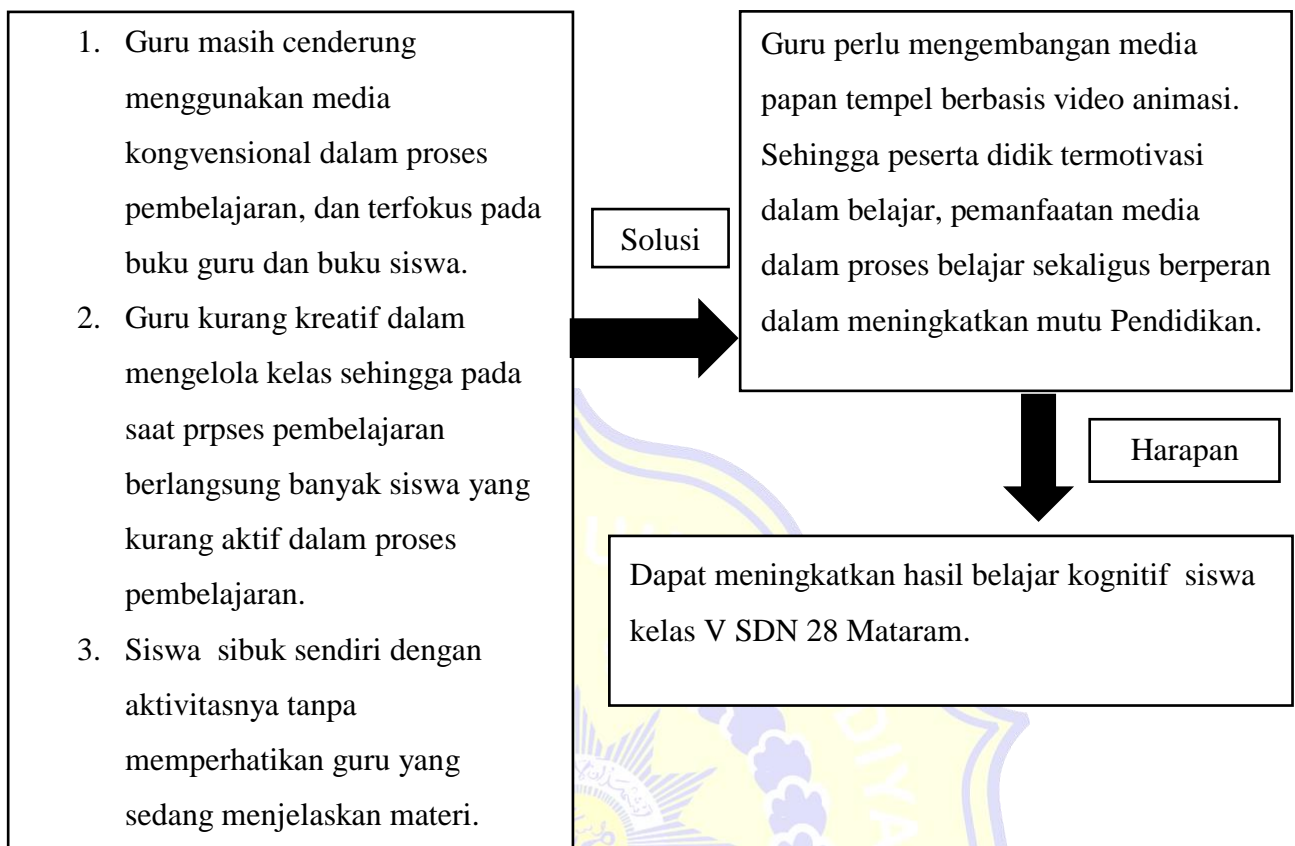 1. Guru masih cenderung
menggunakan media
kongvensional dalam proses
pembelajaran, dan terfokus pada
buku guru dan buku siswa.
2. Guru kurang kreatif dalam
mengelola kelas sehingga pada
saat prpses pembelajaran
berlangsung banyak siswa yang
kurang aktif dalam proses
pembelajaran.
3. Siswa sibuk sendiri dengan
aktivitasnya tanpa
memperhatikan guru yang
sedang menjelaskan materi.
Solusi
Guru perlu mengembangan media
papan tempel berbasis video animasi.
Sehingga peserta didik termotivasi
dalam belajar, pemanfaatan media
dalam proses belajar sekaligus berperan
dalam meningkatkan mutu Pendidikan.
Harapan
Dapat meningkatkan hasil belajar kognitif siswa
kelas V SDN 28 Mataram.